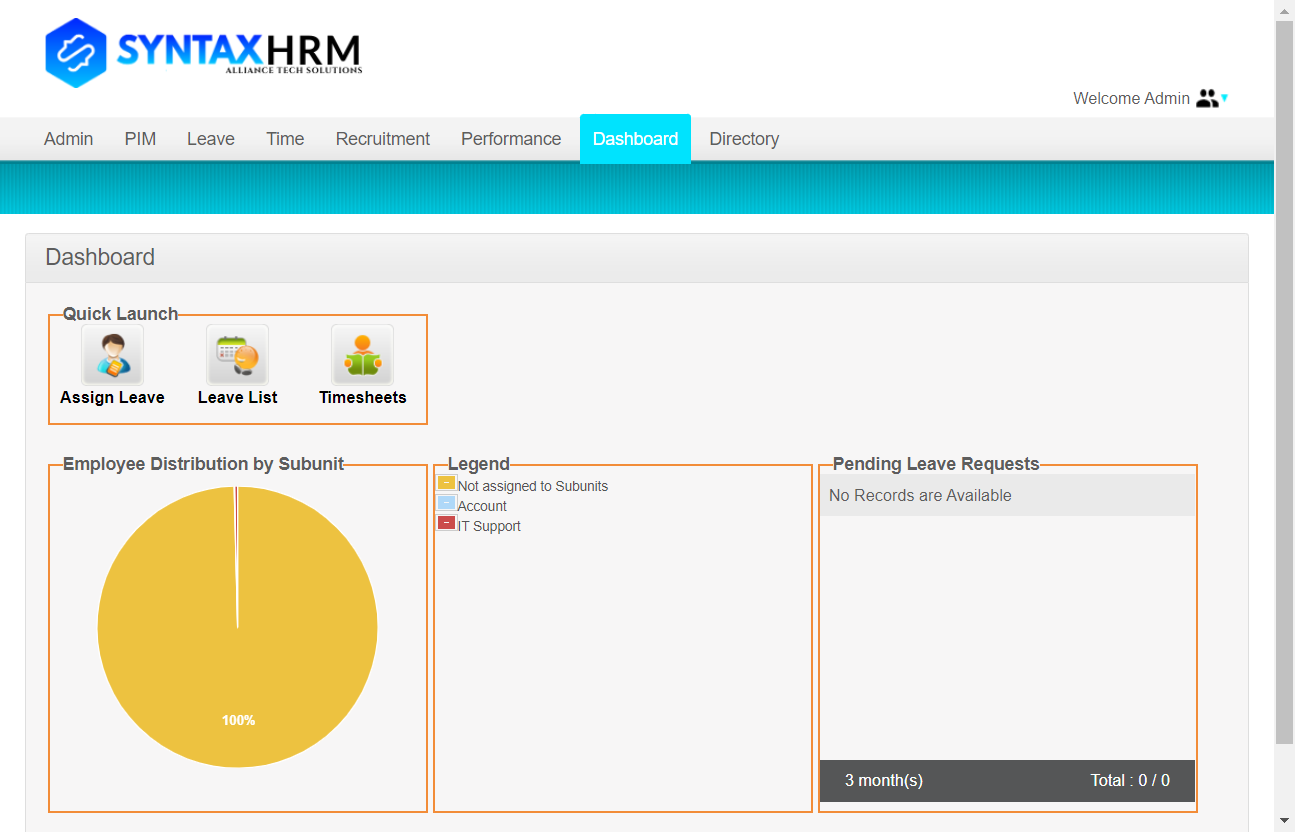 SYNTAXHRM
ALLIANCE TECH SOLUTIONS
Welcome Admin
Admin PIM Leave Time Recruitment Performance Dashboard Directory
Dashboard
Quick Launch
Assign Leave Leave List Timesheets
Employee Distribution by Subunit
100%
Legend
Not assigned to Subunits
Account
IT Support
Pending Leave Requests
No Records are Available
3 month(s) Total : 0 / 0